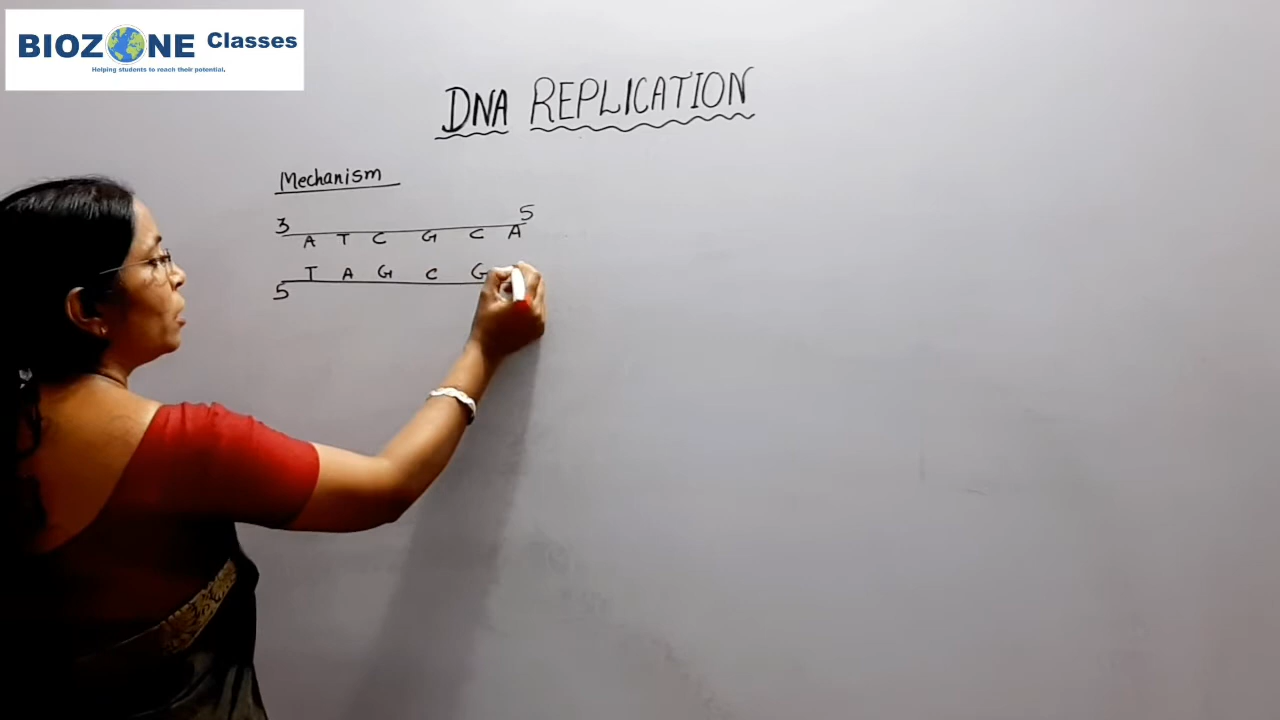 BIOZONE Classes
Helping students to reach their potential.
DNA REPLICATION
Mechanism
3 5
A T C G C A
T A G C G
5